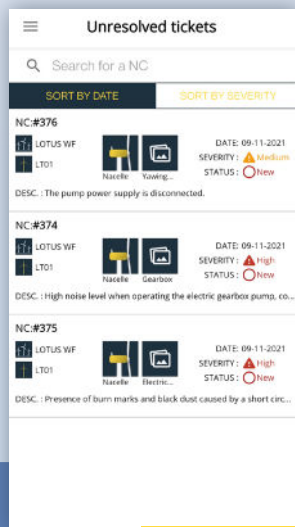 Unresolved tickets
Search for a NC
SORT BY DATE SORT BY SEVERITY
NC:#376
LOTUS WF DATE: 09-11-2021
SEVERITY : Medium
LT01 STATUS : New
Nacelle Yawing...
DESC. : The pump power supply is disconnected.
NC:#374
LOTUS WF DATE: 09-11-2021
SEVERITY : High
LT01 STATUS : New
Nacelle Gearbox
DESC. : High noise level when operating the electric gearbox pump, co...
NC:#375
LOTUS WF DATE: 09-11-2021
SEVERITY : High
LT01 STATUS : New
Nacelle Electric...
DESC. : Presence of burn marks and black dust caused by a short circ...